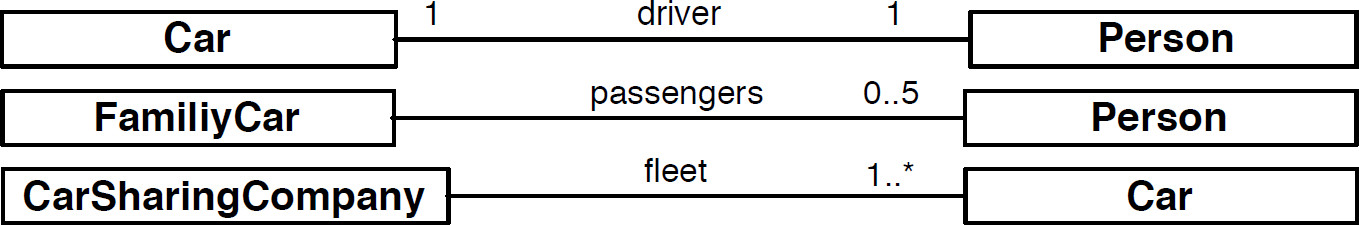 1 driver 1
Car Person
passengers 0..5
FamiliyCar Person
fleet 1..*
CarSharingCompany Car